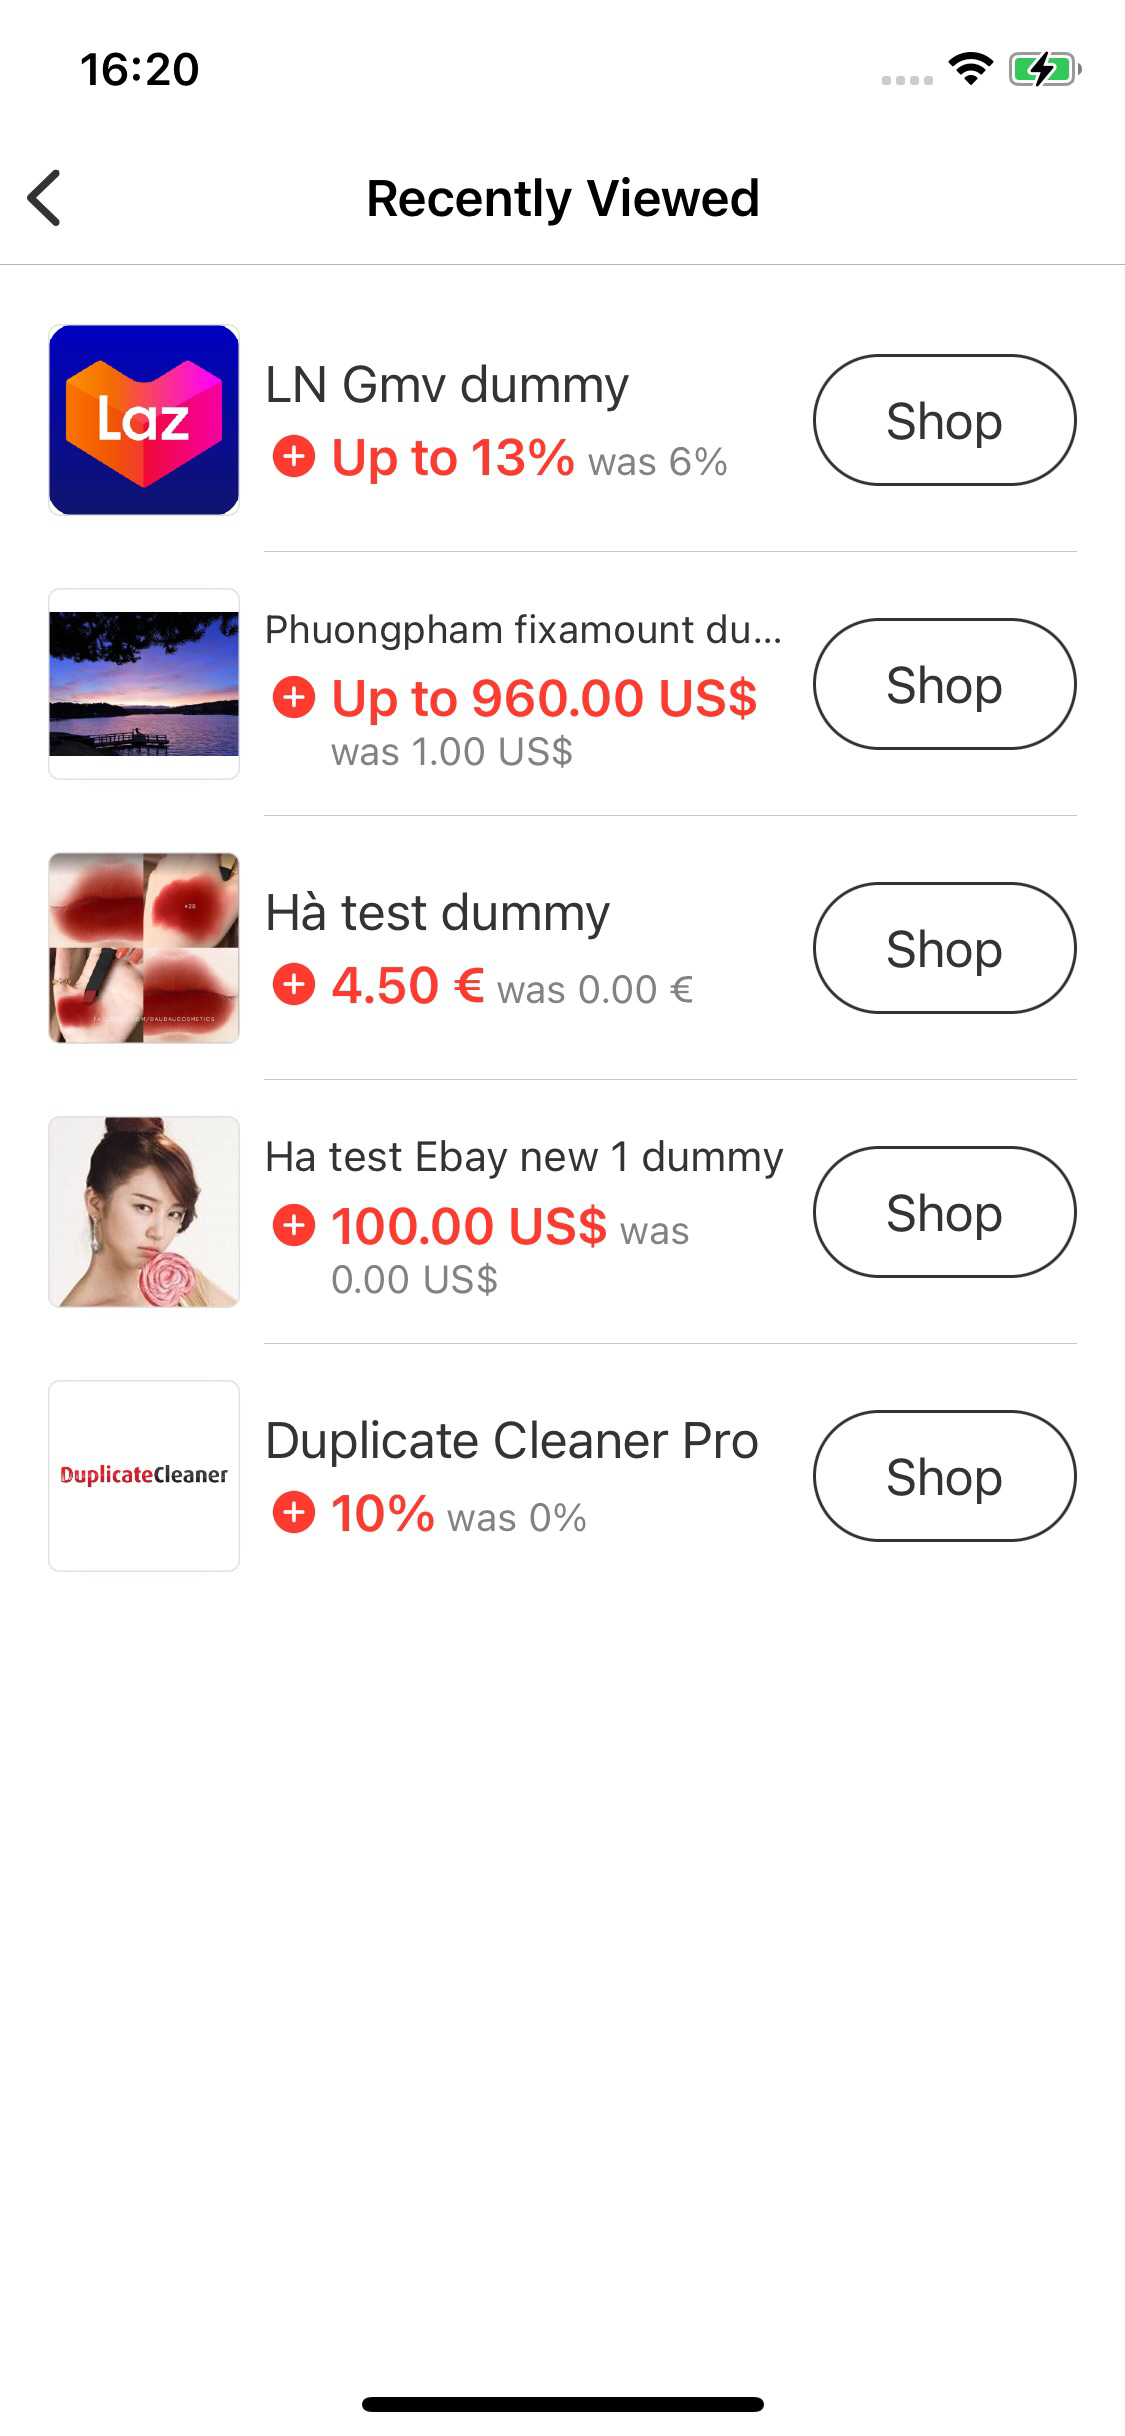 16:20
Recently Viewed
Laz
LN Gmv dummy
Up to 13% was 6%
Shop
Phuongpham fixamount du...
Up to 960.00 US$
was 1.00 US$
Shop
Hà test dummy
4.50 € was 0.00 €
Shop
Ha test Ebay new 1 dummy
100.00 US$ was
0.00 US$
Shop
DuplicateCleaner
Duplicate Cleaner Pro
10% was 0%
Shop